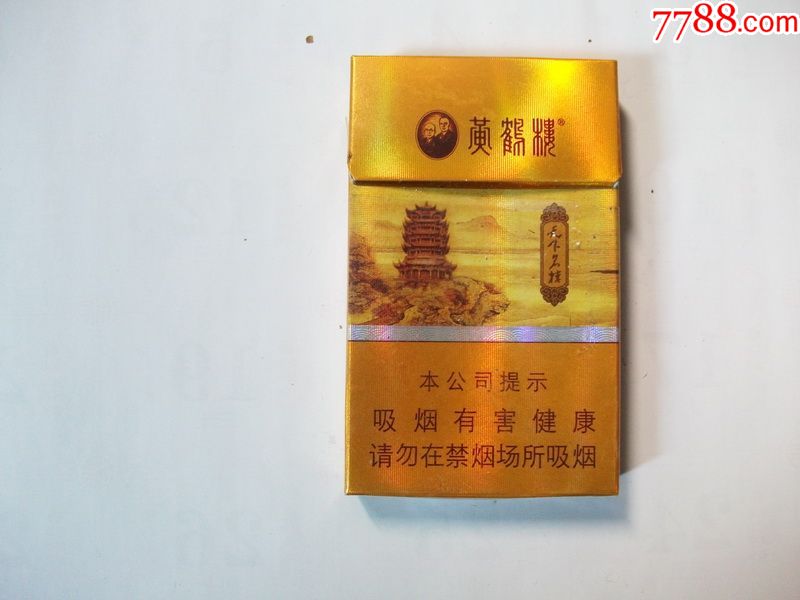 7788.com
黄鹤楼®
天下名楼
本公司提示
吸烟有害健康
请勿在禁烟场所吸烟